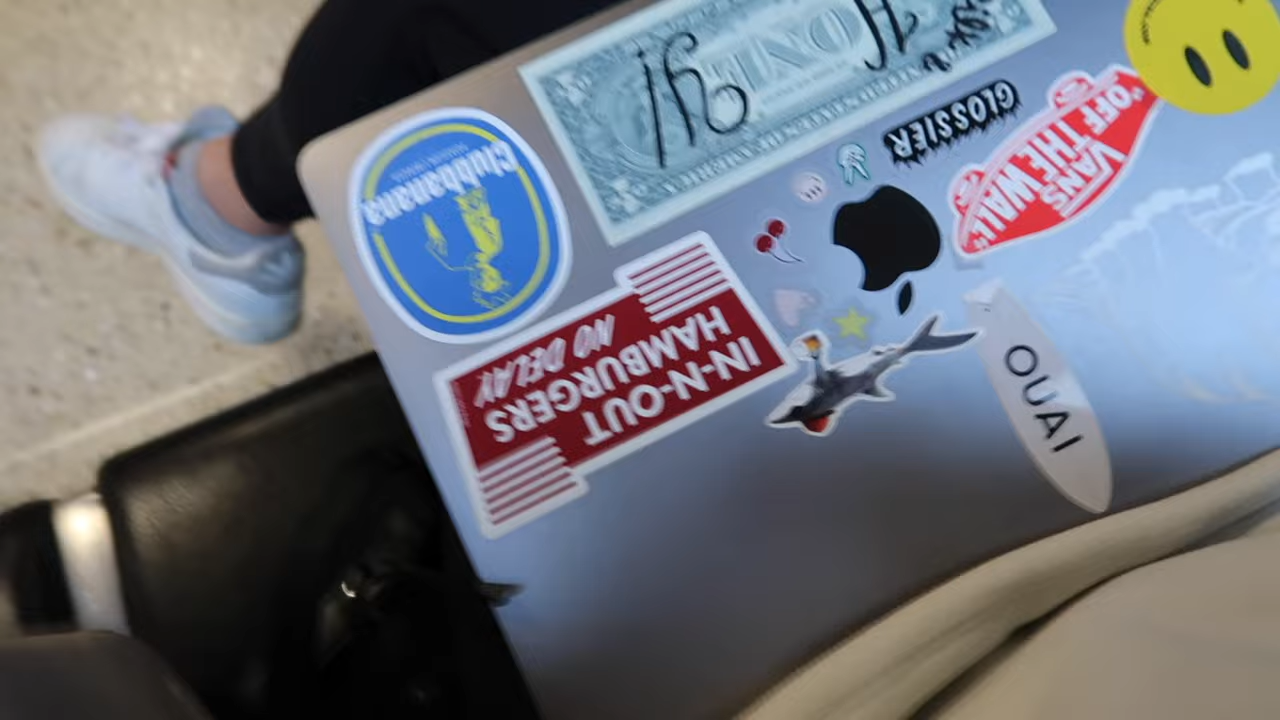 Clubbanana
ONE
GLOSSIER
VANS
"OFF
THE WALL"
IN-N-OUT
HAMBURGERS
NO DELAY
OUAI